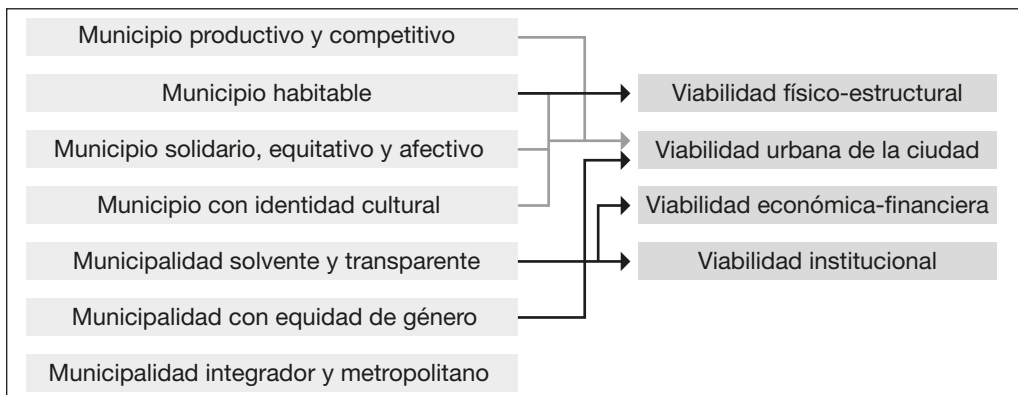 Municipio productivo y competitivo
Municipio habitable
Municipio solidario, equitativo y afectivo
Municipio con identidad cultural
Municipalidad solvente y transparente
Municipalidad con equidad de género
Municipalidad integrador y metropolitano
Viabilidad físico-estructural
Viabilidad urbana de la ciudad
Viabilidad económica-financiera
Viabilidad institucional